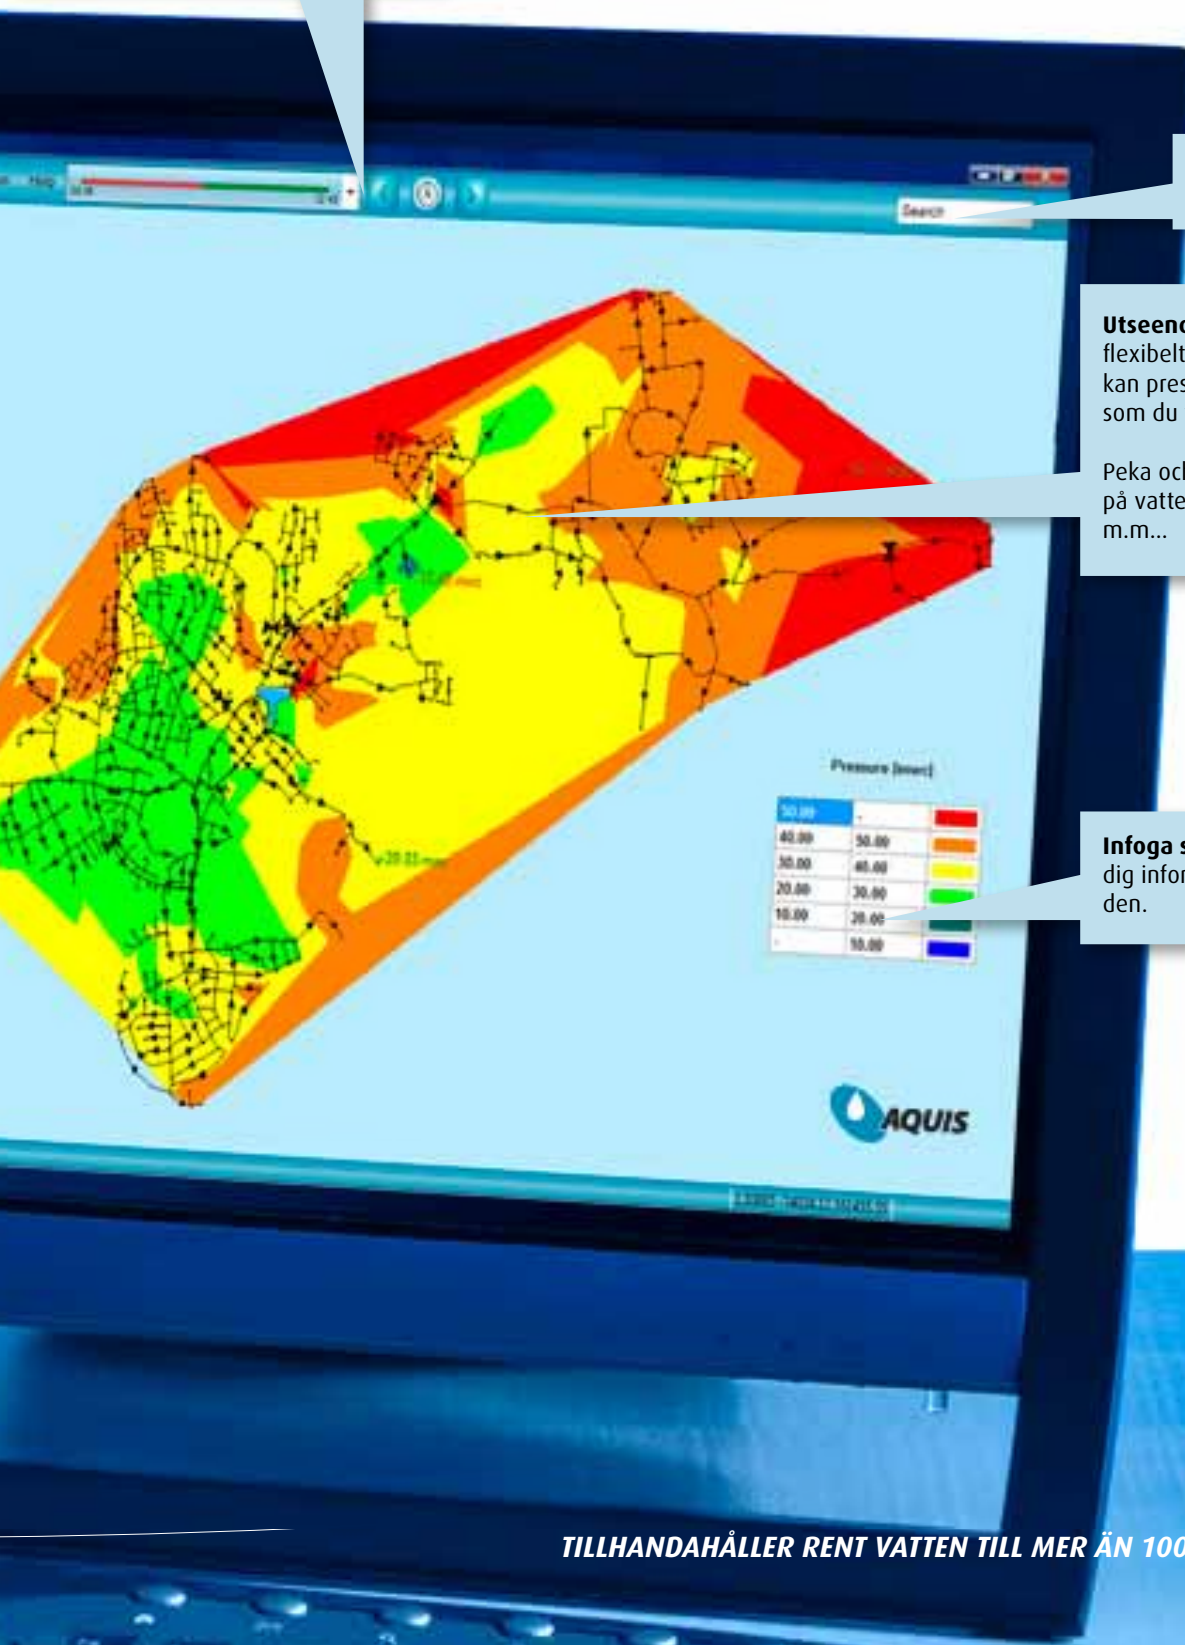 Help
Search
Utseend
flexibelt
kan pres
som du
Peka och
på vatte
m.m...
Pressure [mwc]
50.00 -
40.00 50.00
30.00 40.00
20.00 30.00
10.00 20.00
- 10.00
Infoga s
dig infor
den.
AQUIS
TILLHANDAHÅLLER RENT VATTEN TILL MER ÄN 100